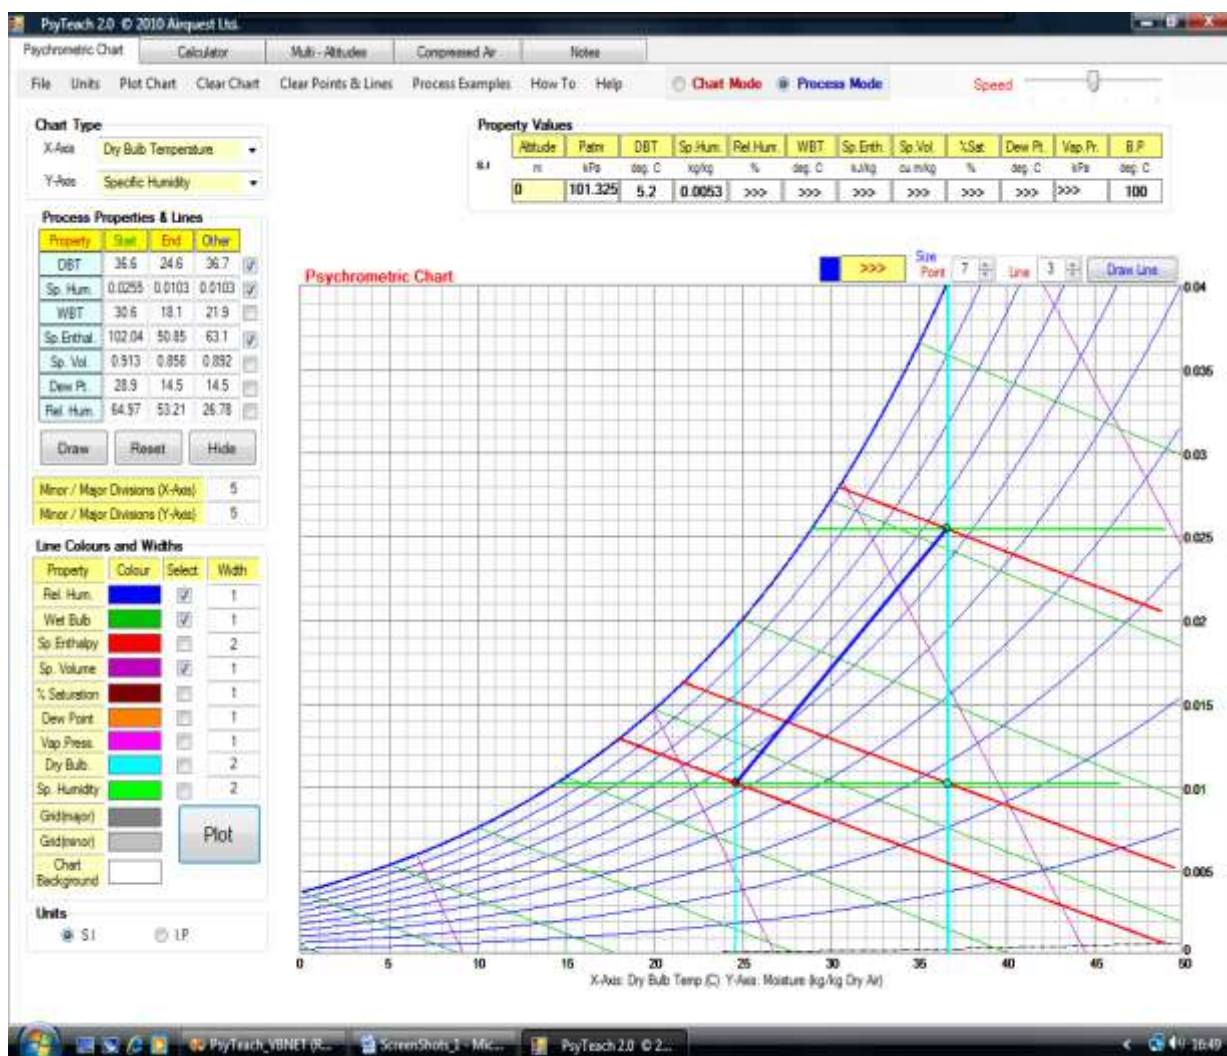 PsyTeach 2.0 © 2010 Airquest Ltd.
Psychrometric Chart Calculator Multi - Altitudes Compressed Air Notes
File Units Plot Chart Clear Chart Clear Points & Lines Process Examples How To Help Chart Mode Process Mode Speed
Chart Type
X-Axis Dry Bulb Temperature
Y-Axis Specific Humidity
Property Values
Altitude Patm DBT Sp.Hum. Rel.Hum. WBT Sp.Enth. Sp.Vol. %Sat. Dew Pt. Vap.Pr. B.P
S.I m kPa deg. C kg/kg % deg. C kJ/kg cu.m/kg % deg. C kPa deg. C
0 101.325 5.2 0.0053 >>> >>> >>> >>> >>> >>> >>> 100
Process Properties & Lines
Property Start End Other
DBT 36.6 24.6 36.7
Sp. Hum. 0.0255 0.0103 0.0103
WBT 30.6 18.1 21.9
Sp.Enthal. 102.04 50.85 63.1
Sp. Vol. 0.913 0.858 0.892
Dew Pt. 28.9 14.5 14.5
Rel. Hum. 64.97 53.21 26.78
Draw Reset Hide
Minor / Major Divisions (X-Axis) 5
Minor / Major Divisions (Y-Axis) 5
Line Colours and Widths
Property Colour Select Width
Rel. Hum. 1
Wet Bulb 1
Sp.Enthalpy 2
Sp. Volume 1
% Saturation 1
Dew Point 1
Vap.Press. 1
Dry Bulb 2
Sp. Humidity 2
Grid(major)
Grid(minor)
Chart
Background
Plot
Units
S.I I.P
Psychrometric Chart
>>> Size
Point 7 Line 3 Draw Line
0.04
0.035
0.03
0.025
0.02
0.015
0.01
0.005
0
0 5 10 15 20 25 30 35 40 45 50
X-Axis: Dry Bulb Temp (C) Y-Axis: Moisture (kg/kg Dry Air)
PsyTeach_VBNET (R... ScreenShots_1 - Mic... PsyTeach 2.0 © 2... 16:49